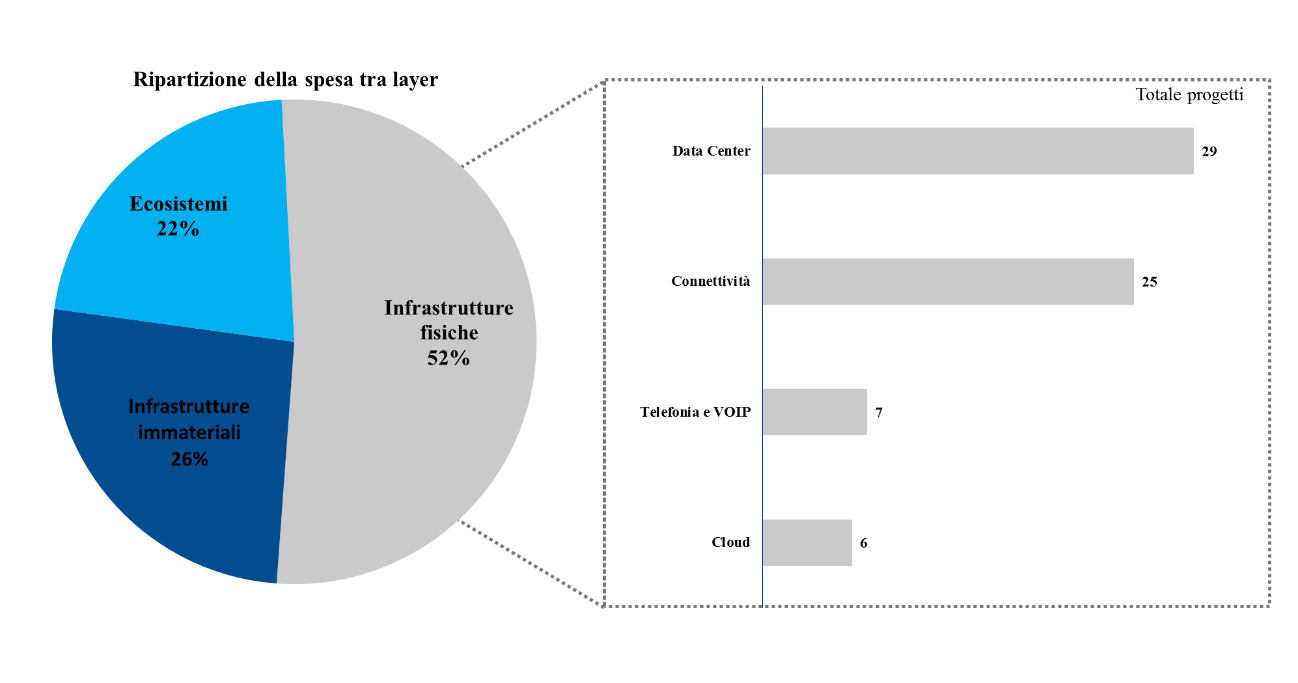 Ripartizione della spesa tra layer
Ecosistemi
22%
Infrastrutture
fisiche
52%
Infrastrutture
immateriali
26%
Totale progetti
Data Center
29
Connettività
25
Telefonia e VOIP
7
Cloud
6